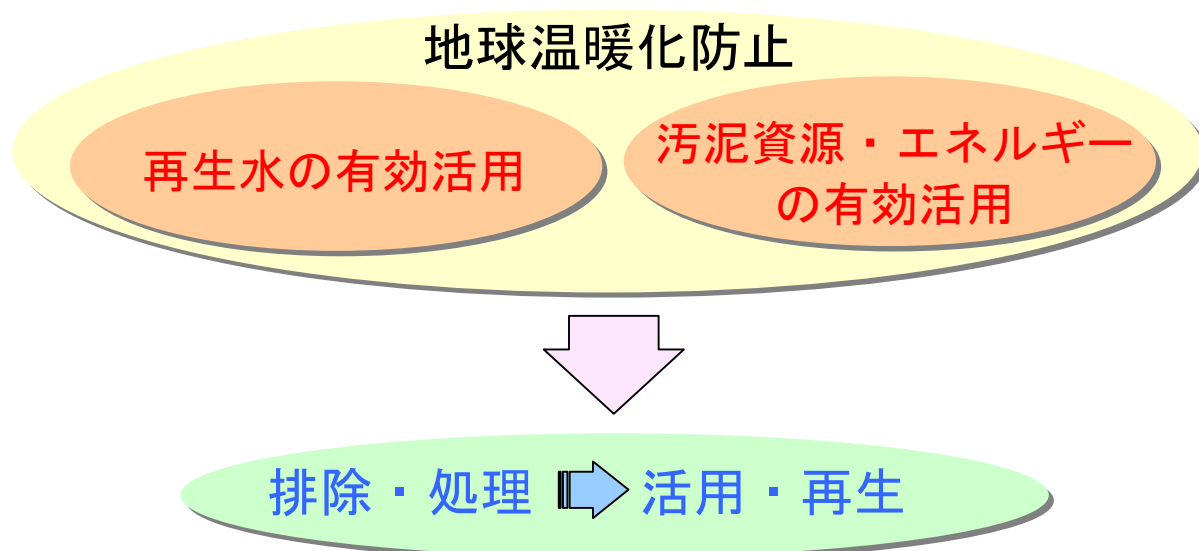 地球温暖化防止
再生水の有効活用
汚泥資源・エネルギー
の有効活用
排除・処理 活用・再生